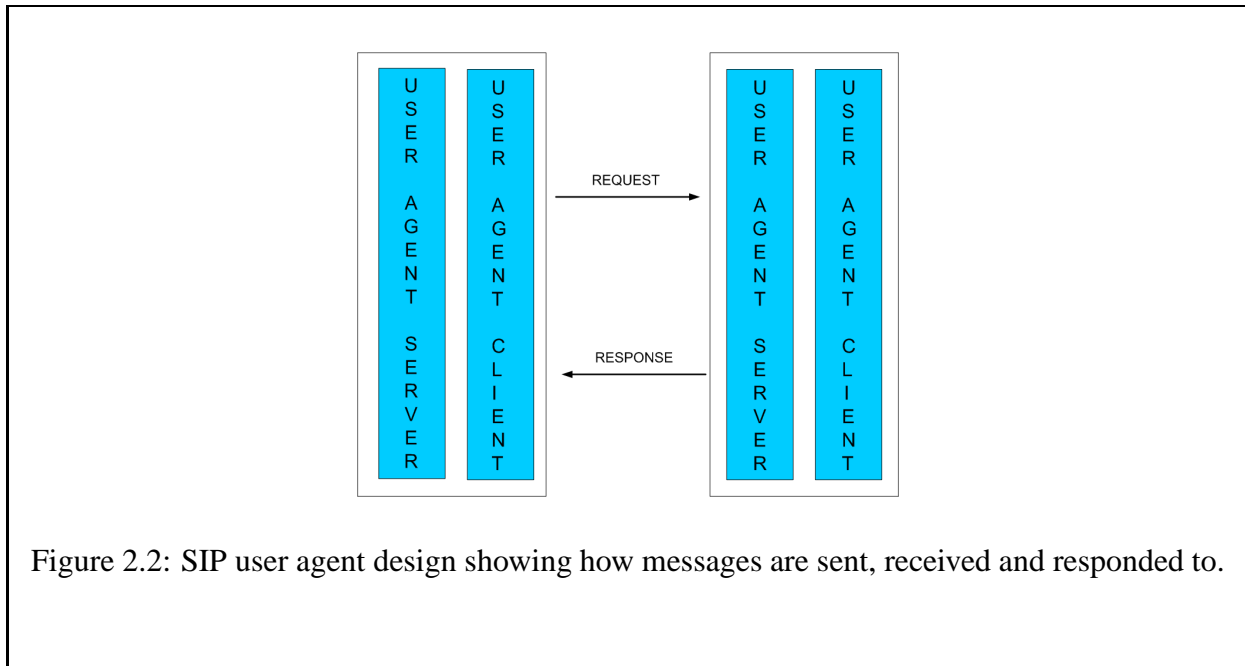 USER AGENT SERVER
USER AGENT CLIENT
REQUEST
RESPONSE
USER AGENT SERVER
USER AGENT CLIENT
Figure 2.2: SIP user agent design showing how messages are sent, received and responded to.